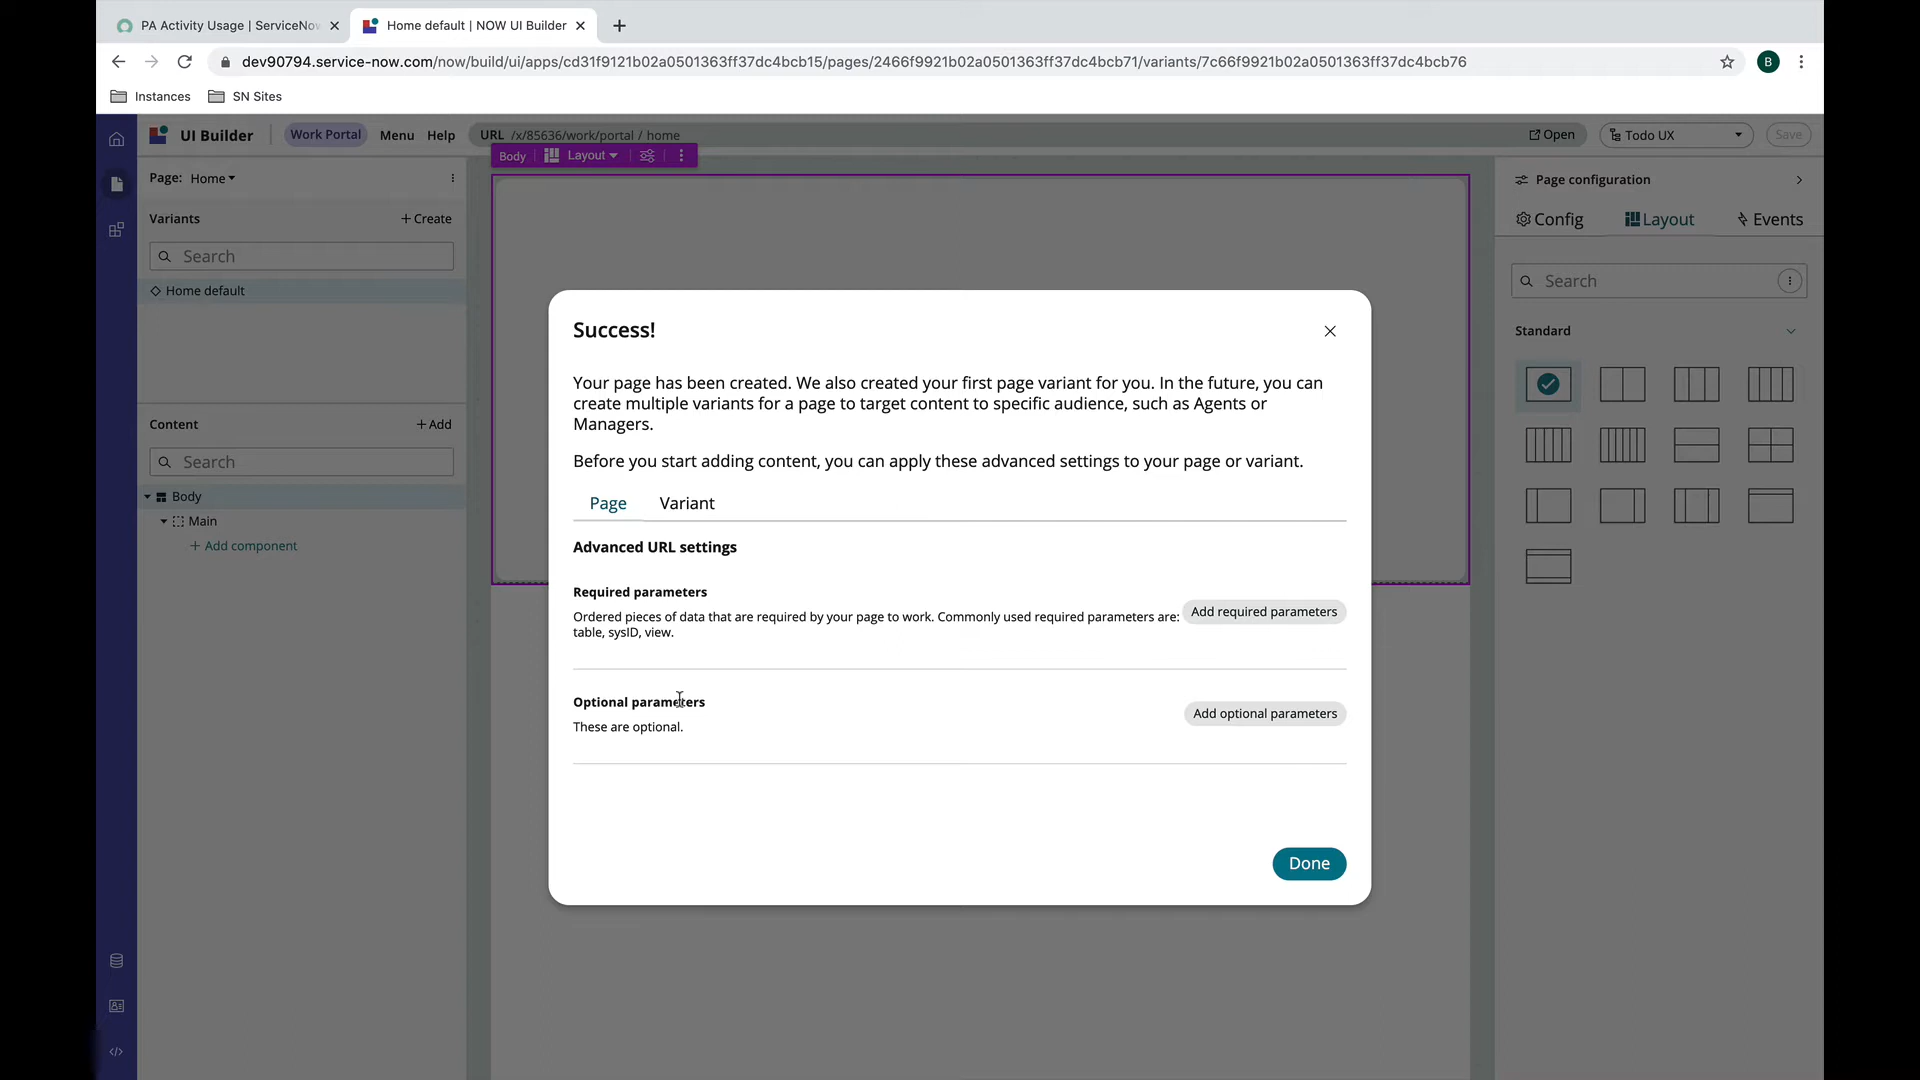 PA Activity Usage | ServiceNow
Home default | NOW UI Builder
dev90794.service-now.com/now/build/ui/apps/cd31f9121b02a0501363ff37dc4bcb15/pages/2466f9921b02a0501363ff37dc4bcb71/variants/7c66f9921b02a0501363ff37dc4bcb76
B
Instances
SN Sites
UI Builder
Work Portal
Menu
Help
URL /x/85636/work/portal / home
Open
Todo UX
Save
Body
Layout
Page: Home
Variants
+ Create
Search
Home default
Content
+ Add
Search
Body
Main
+ Add component
Page configuration
Config
Layout
Events
Search
Standard
Success!
Your page has been created. We also created your first page variant for you. In the future, you can
create multiple variants for a page to target content to specific audience, such as Agents or
Managers.
Before you start adding content, you can apply these advanced settings to your page or variant.
Page
Variant
Advanced URL settings
Required parameters
Ordered pieces of data that are required by your page to work. Commonly used required parameters are:
table, sysID, view.
Add required parameters
Optional parameters
These are optional.
Add optional parameters
Done